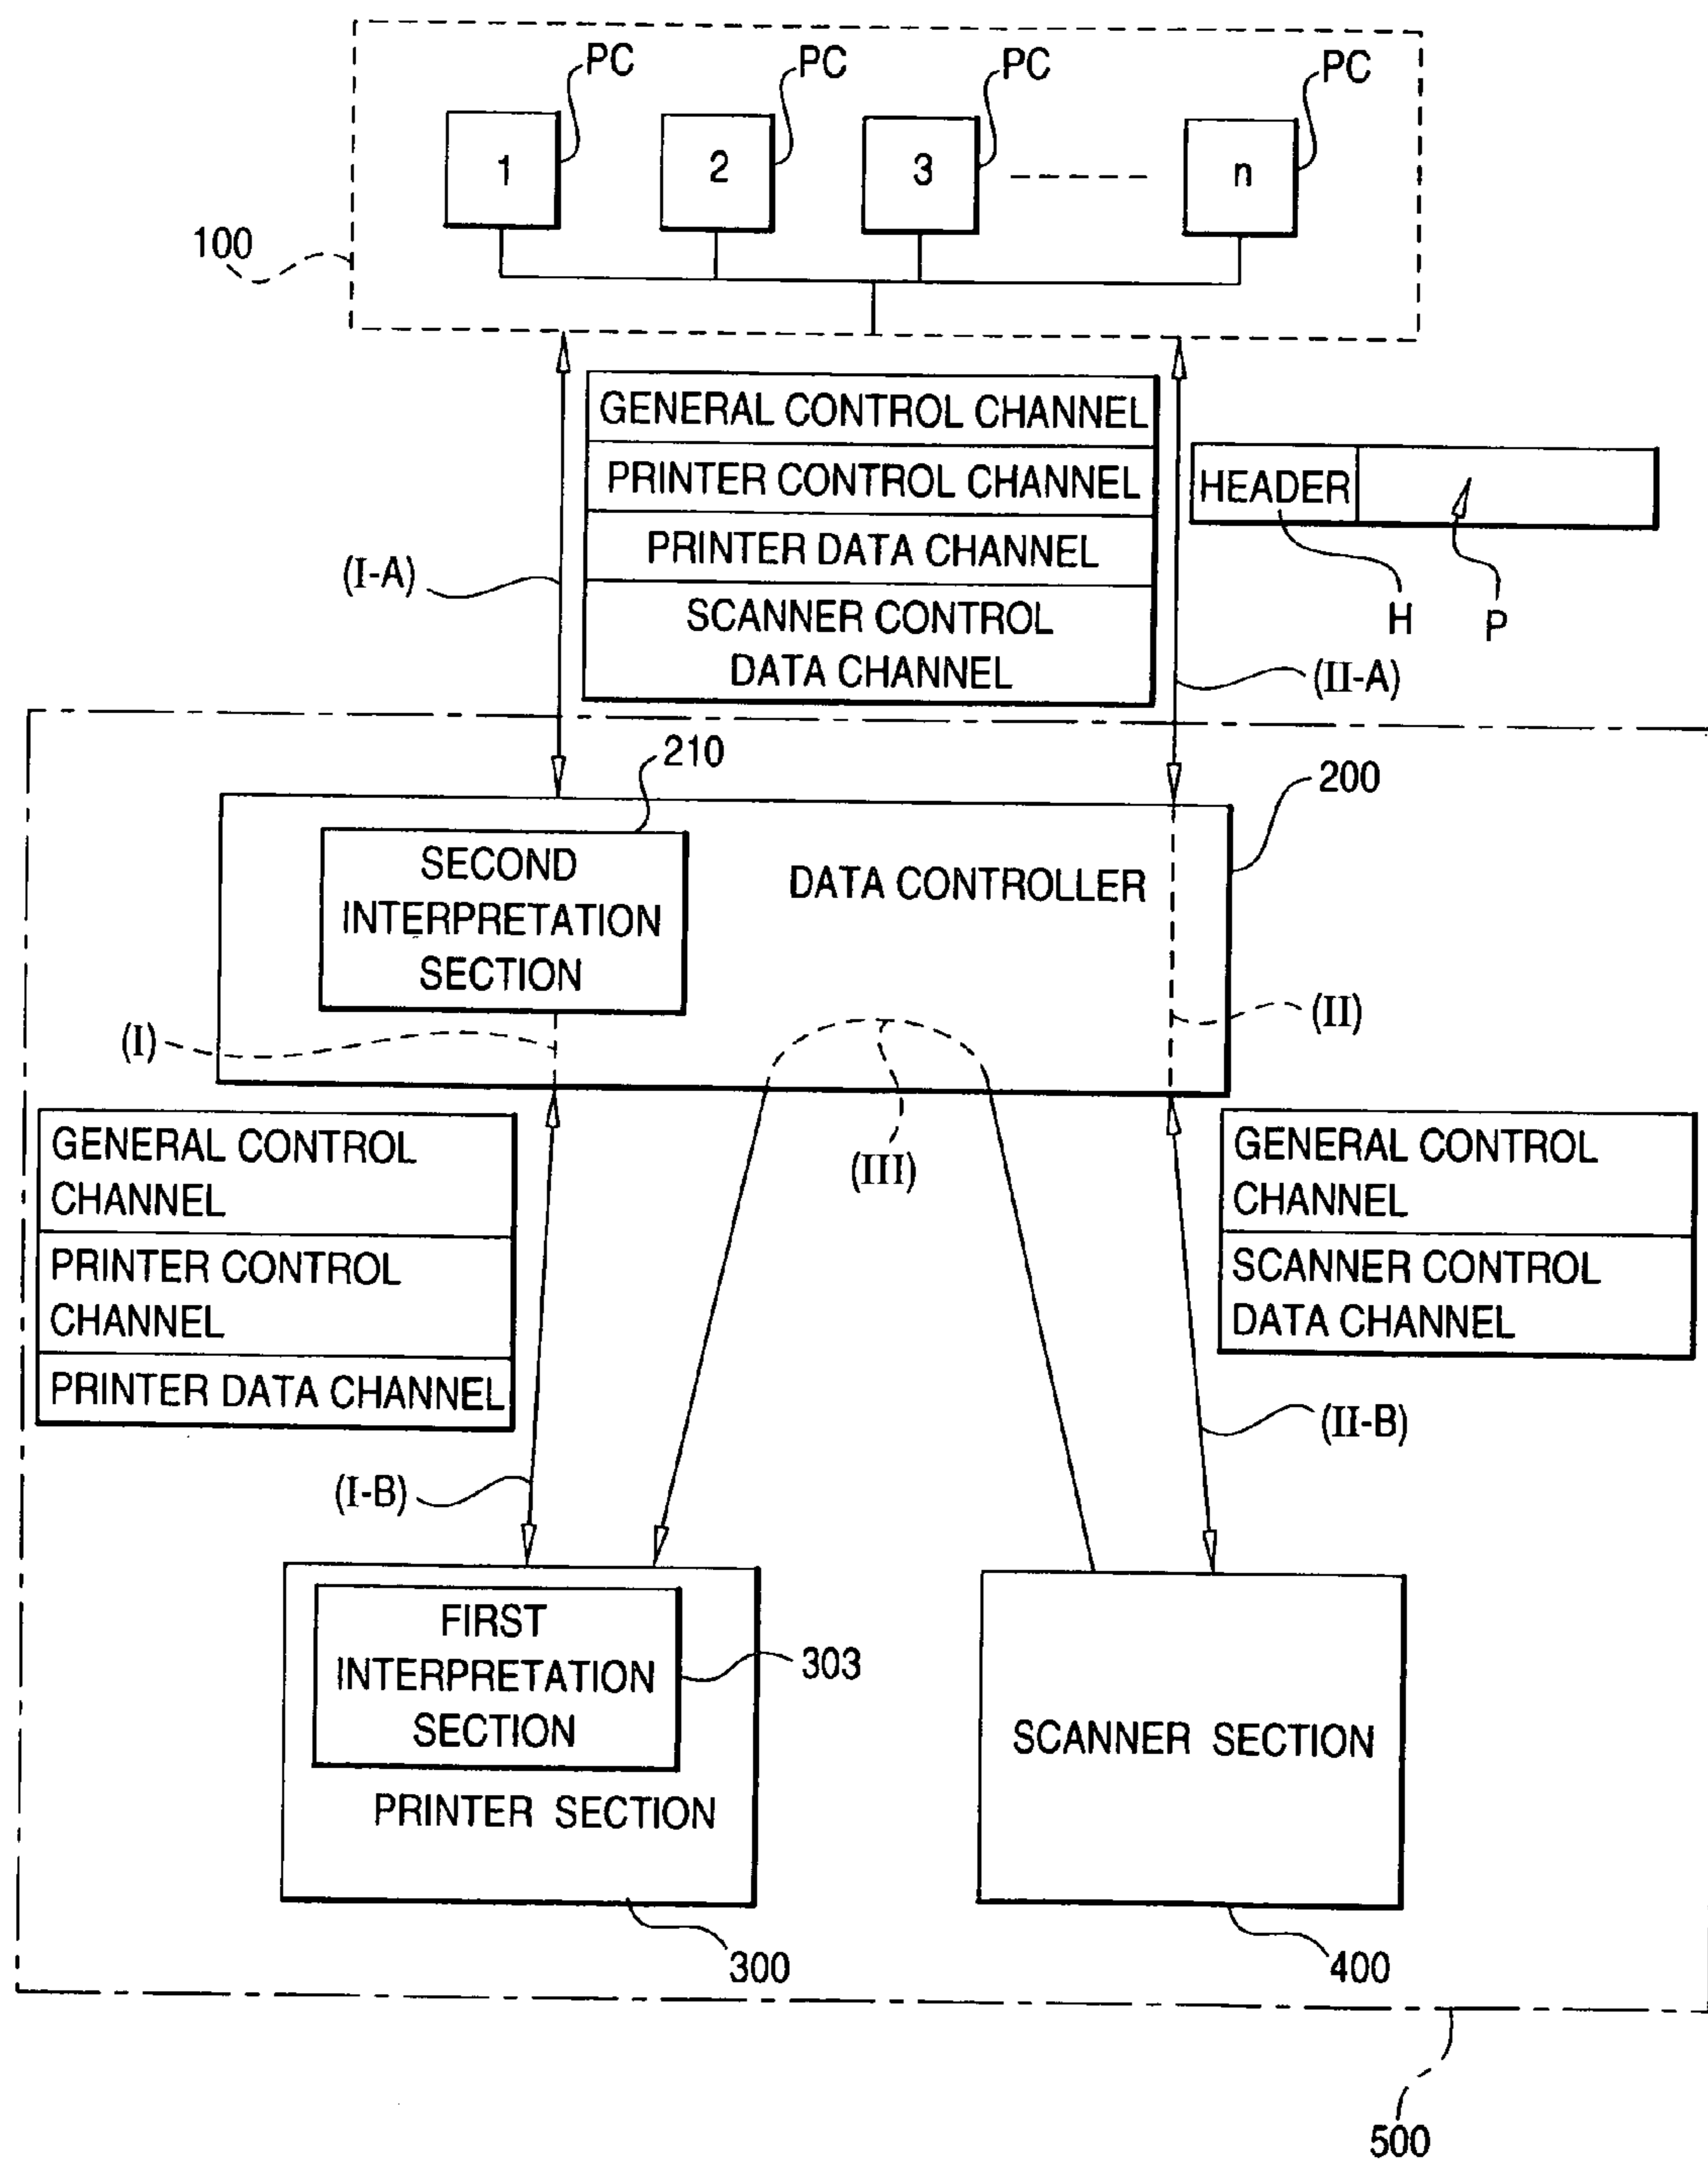 PC
PC
PC
PC
1
2
3
n
100
GENERAL CONTROL CHANNEL
PRINTER CONTROL CHANNEL
PRINTER DATA CHANNEL
SCANNER CONTROL
DATA CHANNEL
HEADER
H
P
(I-A)
(II-A)
210
200
SECOND
INTERPRETATION
SECTION
DATA CONTROLLER
(I)
(II)
(III)
GENERAL CONTROL
CHANNEL
PRINTER CONTROL
CHANNEL
PRINTER DATA CHANNEL
GENERAL CONTROL
CHANNEL
SCANNER CONTROL
DATA CHANNEL
(I-B)
(II-B)
FIRST
INTERPRETATION
SECTION
303
PRINTER SECTION
SCANNER SECTION
300
400
500